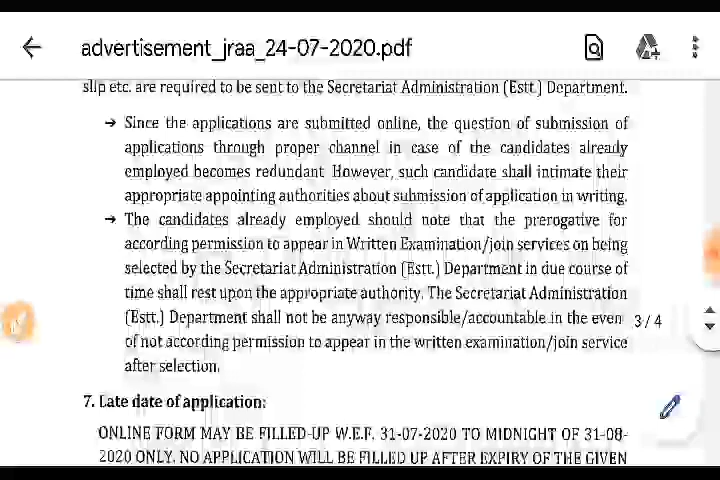 advertisement_jraa_24-07-2020.pdf
slip etc. are required to be sent to the Secretariat Administration (Estt.) Department.
→ Since the applications are submitted online, the question of submission of
applications through proper channel in case of the candidates already
employed becomes redundant. However, such candidate shall intimate their
appropriate appointing authorities about submission of application in writing.
→ The candidates already employed should note that the prerogative for
according permission to appear in Written Examination/join services on being
selected by the Secretariat Administration (Estt.) Department in due course of
time shall rest upon the appropriate authority. The Secretariat Administration
(Estt.) Department shall not be anyway responsible/accountable in the even
3/4
of not according permission to appear in the written examination/join service
after selection.
7. Late date of application:
ONLINE FORM MAY BE FILLED-UP W.E.F. 31-07-2020 TO MIDNIGHT OF 31-08-
2020 ONLY. NO APPLICATION WILL BE FILLED UP AFTER EXPIRY OF THE GIVEN